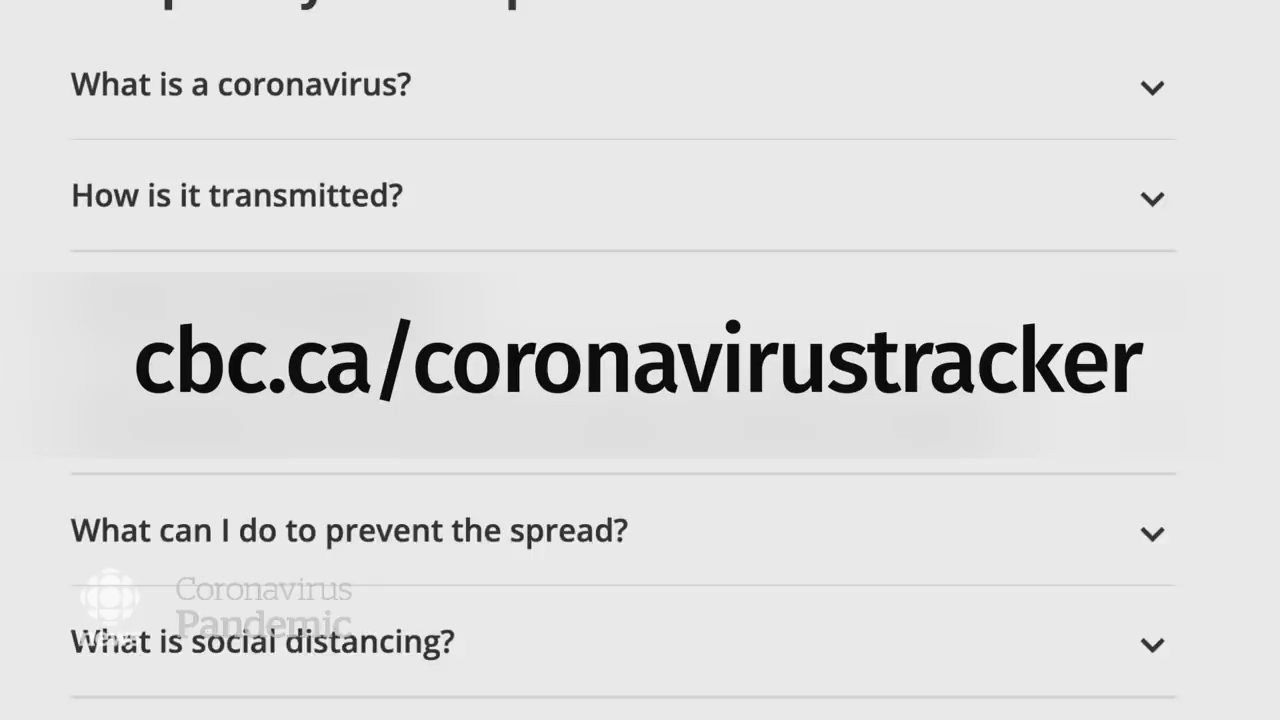 What is a coronavirus?
How is it transmitted?
cbc.ca/coronavirustracker
What can I do to prevent the spread?
Coronavirus
Pandemic
news
What is social distancing?